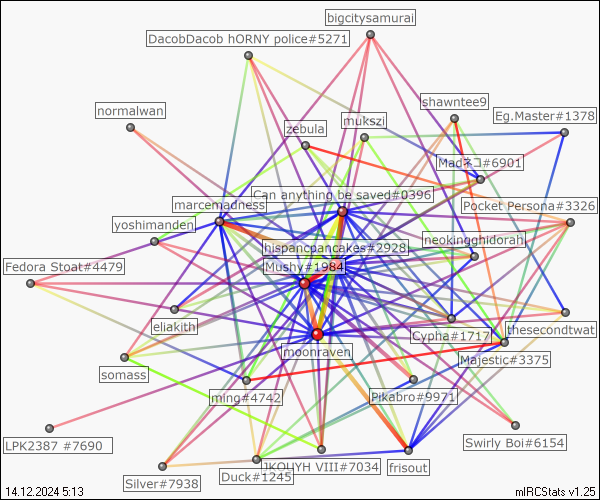 bigcitysamurai
DacobDacob hORNY police#5271
normalwan
shawntee9
Eg.Master#1378
mukszi
zebula
Madネコ#6901
Can anything be saved#0396
marcemadness
Pocket Persona#3326
yoshimanden
hispancpancakes#2928
neokingghidorah
Fedora Stoat#4479
Mushy#1984
eliakith
Cypha#1717
thesecondtwat
moonraven
Majestic#3375
somass
ming#4742
Pikabro#9971
LPK2387 #7690
Swirly Boi#6154
JKOUYH VIII#7034
frisout
Duck#1245
Silver#7938
14.12.2024 5:13
mIRCStats v1.25